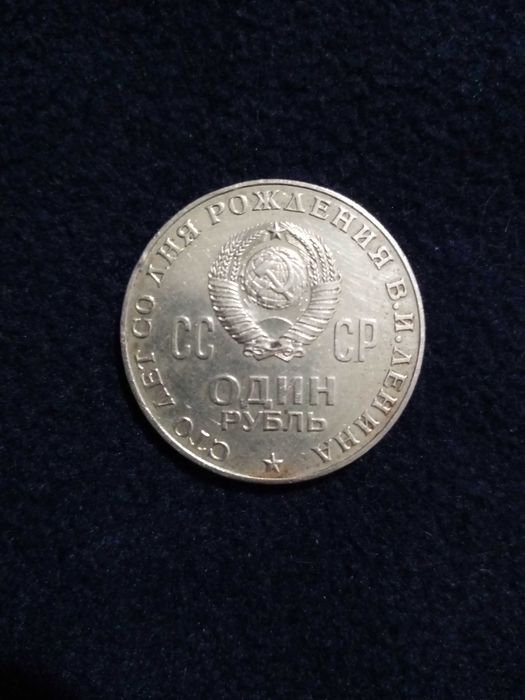 СТО ЛЕТ СО ДНЯ РОЖДЕНИЯ В.И.ЛЕНИНА
СС СР
ОДИН
РУБЛЬ